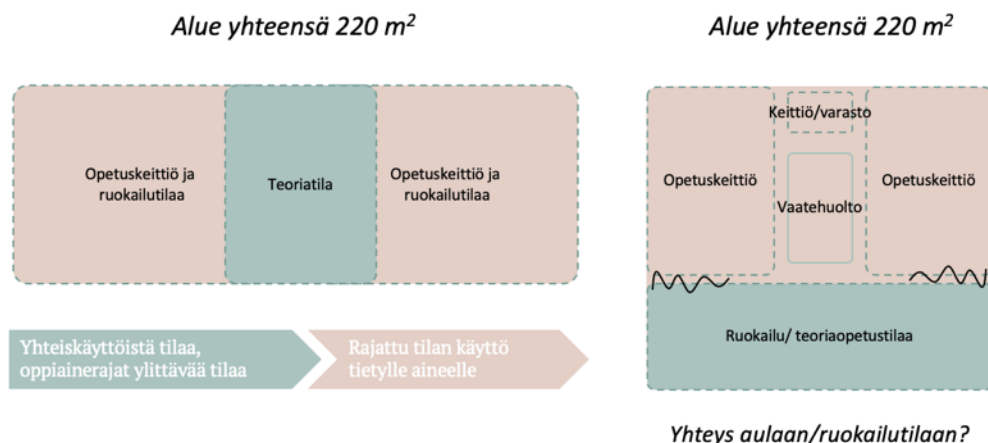 Alue yhteensä 220 m²
Opetuskeittiö ja
ruokailutilaa
Teoriatila
Opetuskeittiö ja
ruokailutilaa
Yhteiskäyttöistä tilaa,
oppiainerajat ylittävää tilaa
Rajattu tilan käyttö
tietylle aineelle
Alue yhteensä 220 m²
Keittiö/varasto
Opetuskeittiö
Vaatehuolto
Opetuskeittiö
Ruokailu/ teoriaopetustilaa
Yhteys aulaan/ruokailutilaan?